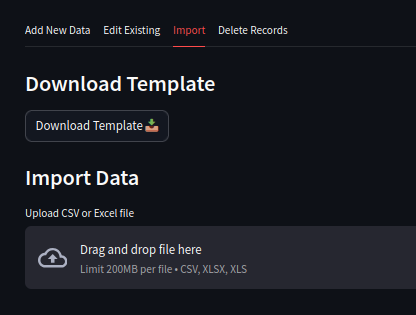 Add New Data Edit Existing Import Delete Records
Download Template
Download Template
Import Data
Upload CSV or Excel file
Drag and drop file here
Limit 200MB per file • CSV, XLSX, XLS